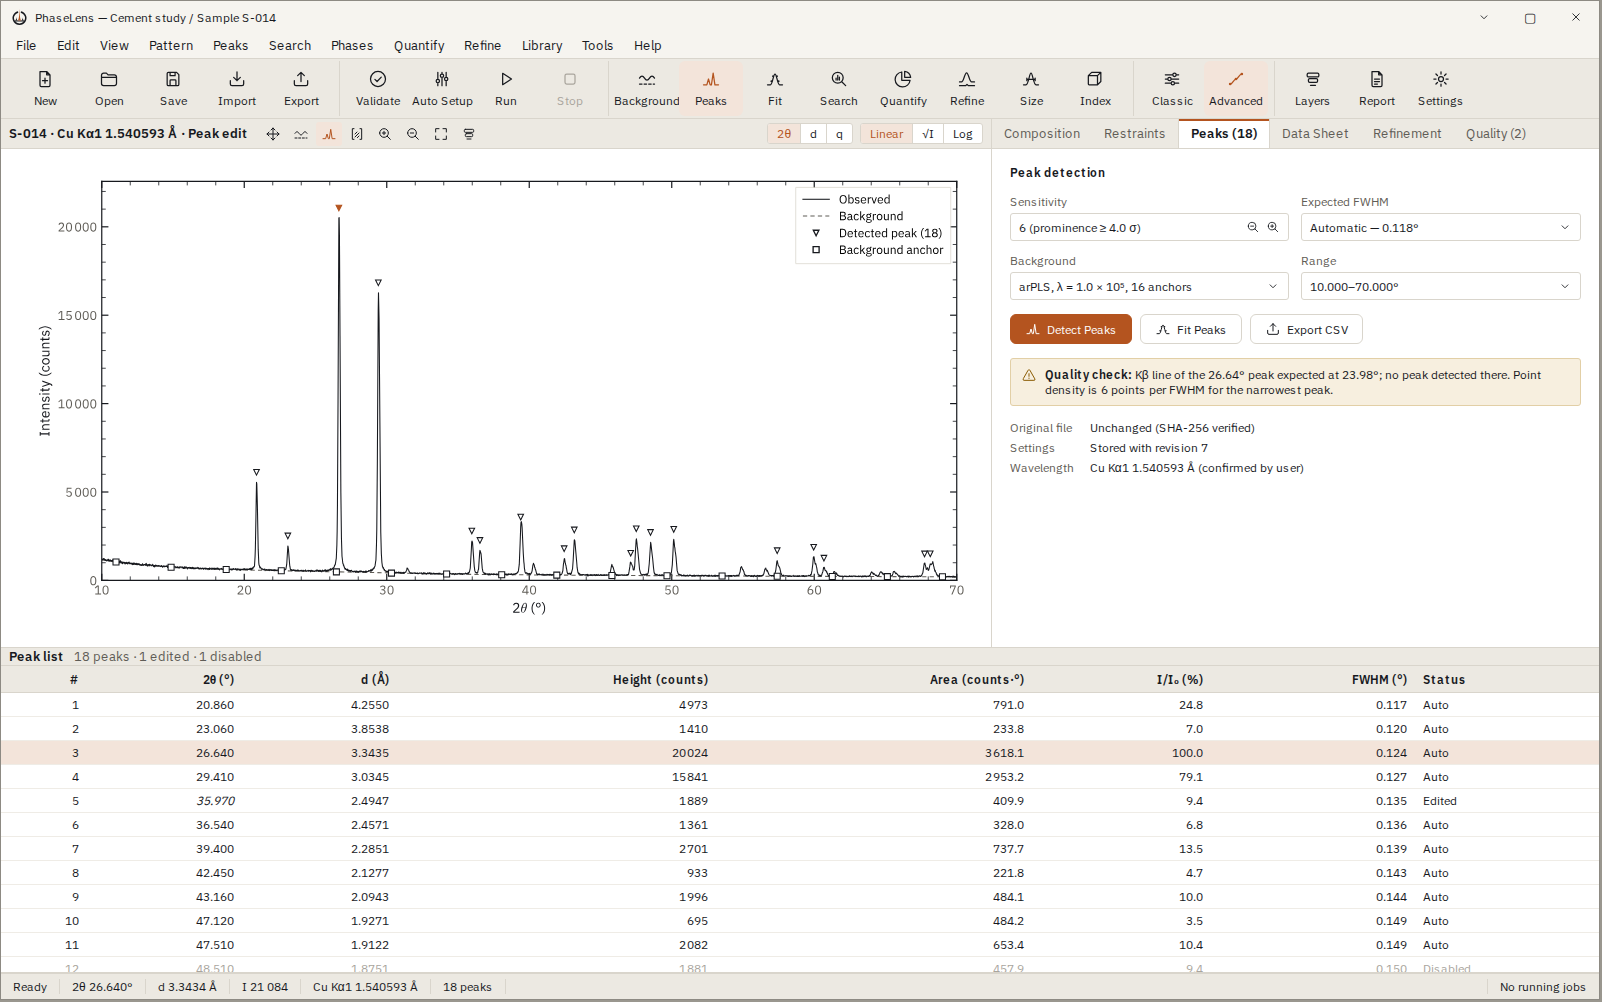 PhaseLens — Cement study / Sample S-014
File Edit View Pattern Peaks Search Phases Quantify Refine Library Tools Help
New Open Save Import Export Validate Auto Setup Run Stop Background Peaks Fit Search Quantify Refine Size Index Classic Advanced Layers Report Settings
S-014 · Cu Kα1 1.540593 Å · Peak edit
2θ d q Linear √I Log
Composition Restraints Peaks (18) Data Sheet Refinement Quality (2)
Observed
Background
Detected peak (18)
Background anchor
Intensity (counts)
20000
15000
10000
5000
0
10 20 30 40 50 60 70
2θ (°)
Peak detection
Sensitivity Expected FWHM
6 (prominence ≥ 4.0 σ) Automatic — 0.118°
Background Range
arPLS, λ = 1.0 × 10⁵, 16 anchors 10.000–70.000°
Detect Peaks Fit Peaks Export CSV
Quality check: Kβ line of the 26.64° peak expected at 23.98°; no peak detected there. Point
density is 6 points per FWHM for the narrowest peak.
Original file Unchanged (SHA-256 verified)
Settings Stored with revision 7
Wavelength Cu Kα1 1.540593 Å (confirmed by user)
Peak list 18 peaks · 1 edited · 1 disabled
# 2θ (°) d (Å) Height (counts) Area (counts·°) I/I₀ (%) FWHM (°) Status
1 20.860 4.2550 4973 791.0 24.8 0.117 Auto
2 23.060 3.8538 1410 233.8 7.0 0.120 Auto
3 26.640 3.3435 20024 3618.1 100.0 0.124 Auto
4 29.410 3.0345 15841 2953.2 79.1 0.127 Auto
5 35.970 2.4947 1889 409.9 9.4 0.135 Edited
6 36.540 2.4571 1361 328.0 6.8 0.136 Auto
7 39.400 2.2851 2701 737.7 13.5 0.139 Auto
8 42.450 2.1277 933 221.8 4.7 0.143 Auto
9 43.160 2.0943 1996 484.1 10.0 0.144 Auto
10 47.120 1.9271 695 484.2 3.5 0.149 Auto
11 47.510 1.9122 2082 653.4 10.4 0.149 Auto
12 48.510 1.8751 1881 457.9 9.4 0.150 Disabled
Ready 2θ 26.640° d 3.3434 Å I 21 084 Cu Kα1 1.540593 Å 18 peaks No running jobs